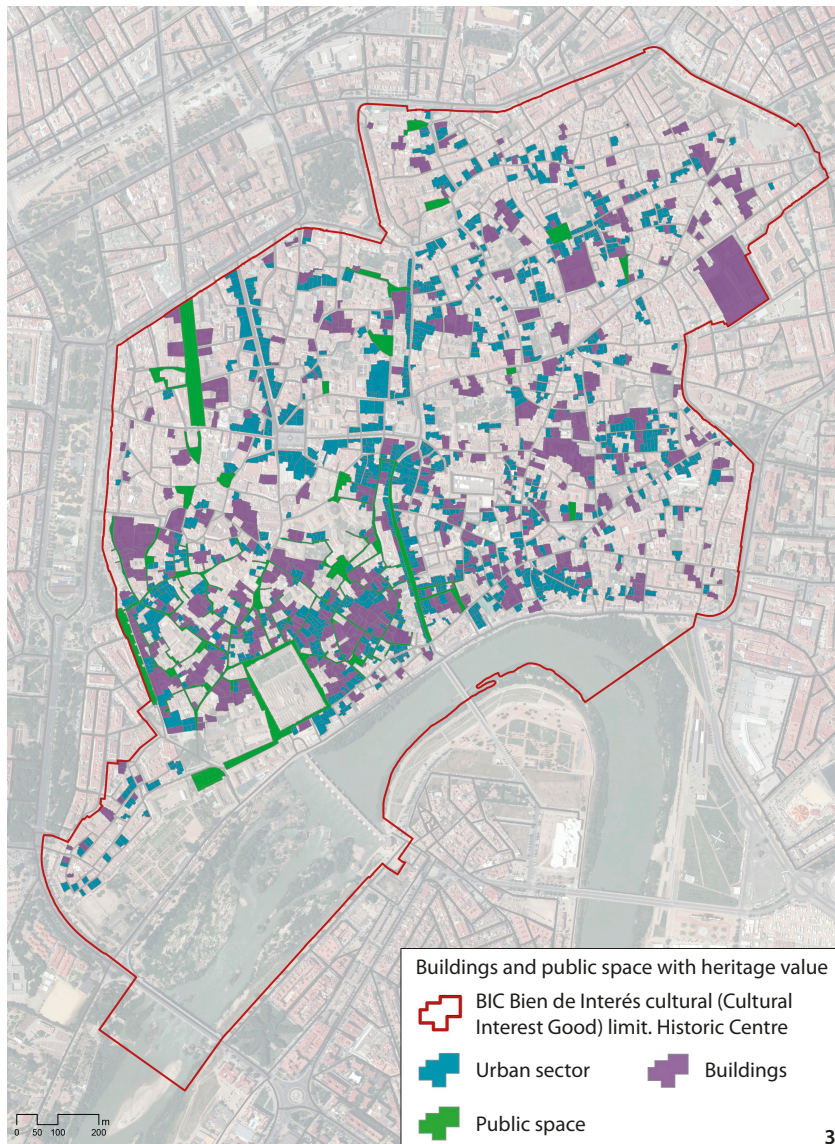 Buildings and public space with heritage value
BIC Bien de Interés cultural (Cultural
Interest Good) limit. Historic Centre
Urban sector
Buildings
Public space
m
0 50 100 200
3